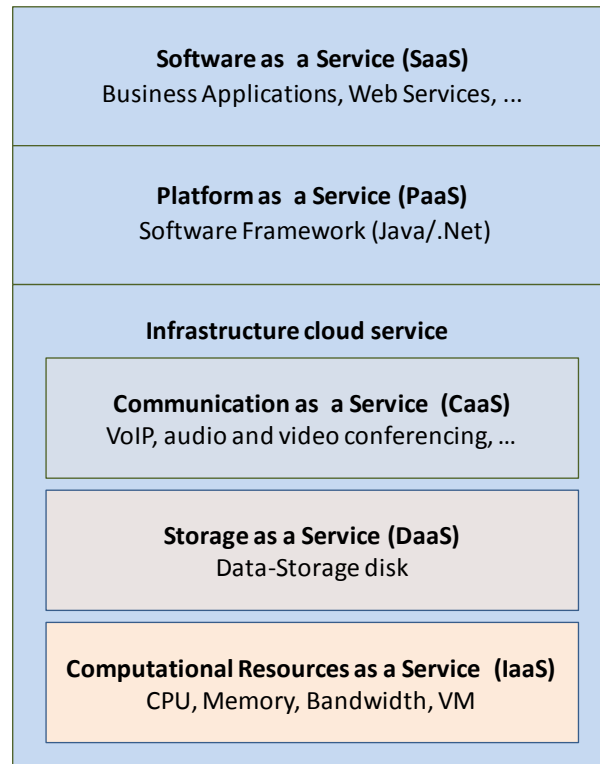 Software as a Service (SaaS)
Business Applications, Web Services, ...
Platform as a Service (PaaS)
Software Framework (Java/.Net)
Infrastructure cloud service
Communication as a Service (CaaS)
VoIP, audio and video conferencing, ...
Storage as a Service (DaaS)
Data-Storage disk
Computational Resources as a Service (IaaS)
CPU, Memory, Bandwidth, VM